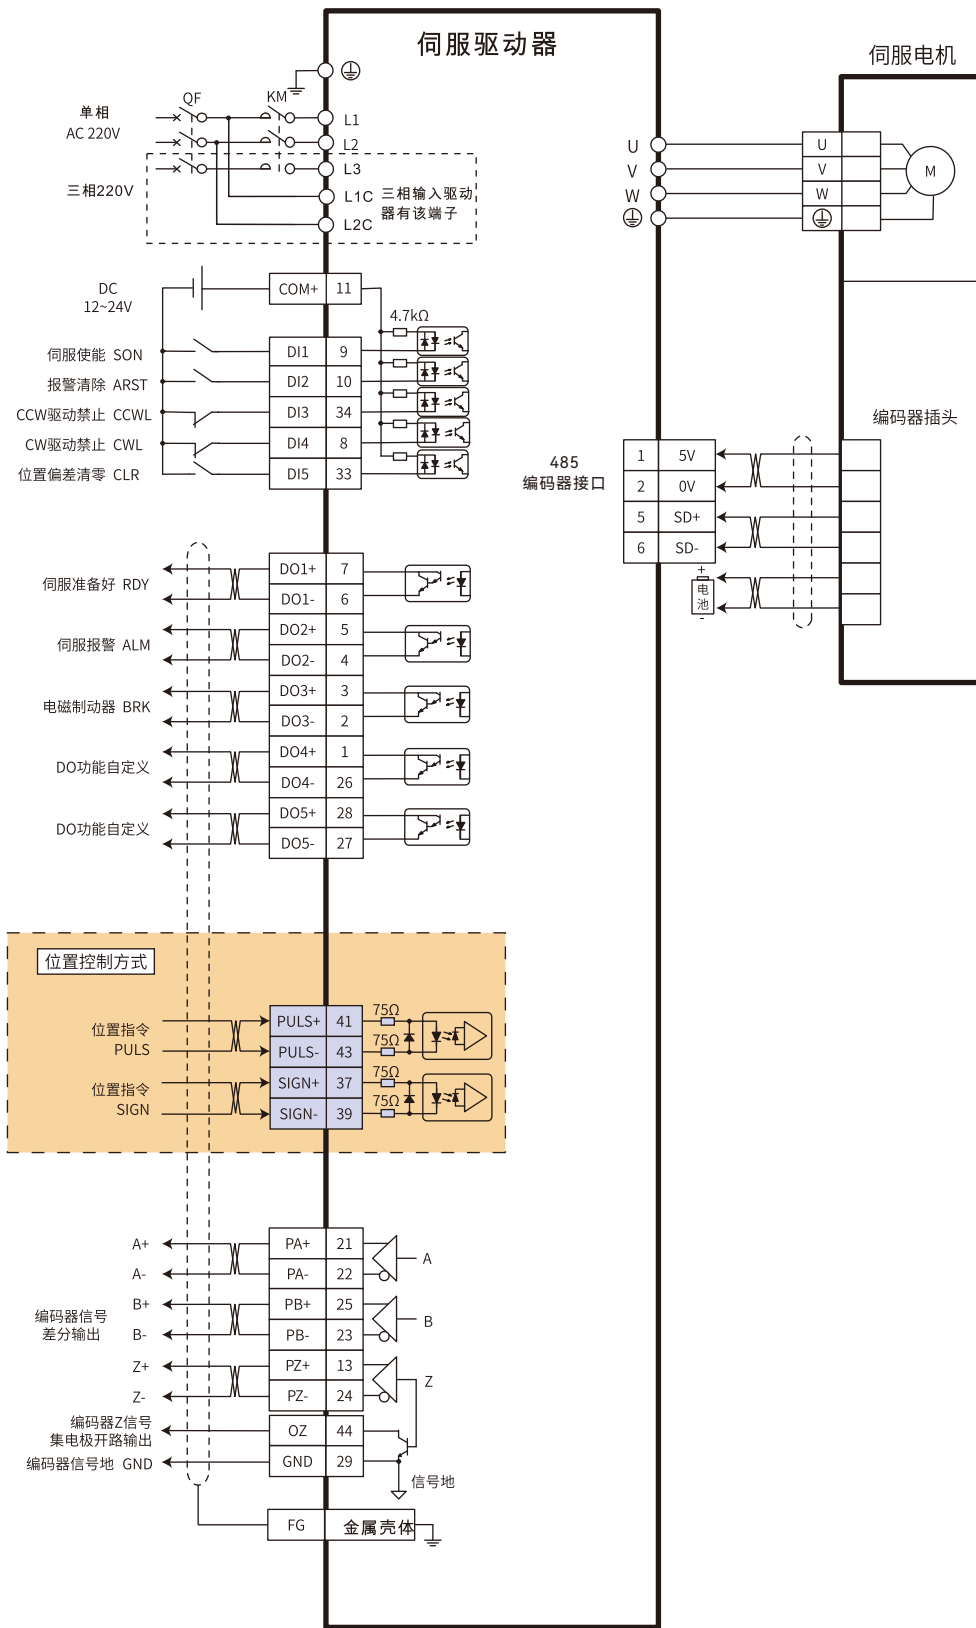 伺服驱动器
伺服电机
QF
KM
单相
AC 220V
L1
L2
三相220V
L3
L1C
L2C
三相输入驱动
器有该端子
U
V
W
U
V
W
M
DC
12~24V
COM+ 11
4.7kΩ
伺服使能 SON DI1 9
报警清除 ARST DI2 10
CCW驱动禁止 CCWL DI3 34
CW驱动禁止 CWL DI4 8
位置偏差清零 CLR DI5 33
编码器插头
485
编码器接口
1 5V
2 0V
5 SD+
6 SD-
+
电
池
-
伺服准备好 RDY
DO1+ 7
DO1- 6
伺服报警 ALM
DO2+ 5
DO2- 4
电磁制动器 BRK
DO3+ 3
DO3- 2
DO功能自定义
DO4+ 1
DO4- 26
DO功能自定义
DO5+ 28
DO5- 27
位置控制方式
位置指令
PULS
PULS+ 41 75Ω
PULS- 43 75Ω
位置指令
SIGN
SIGN+ 37 75Ω
SIGN- 39 75Ω
A+ PA+ 21
A- PA- 22
A
编码器信号
差分输出
B+ PB+ 25
B- PB- 23
B
Z+ PZ+ 13
Z- PZ- 24
Z
编码器Z信号
集电极开路输出
OZ 44
编码器信号地 GND GND 29
信号地
FG 金属壳体